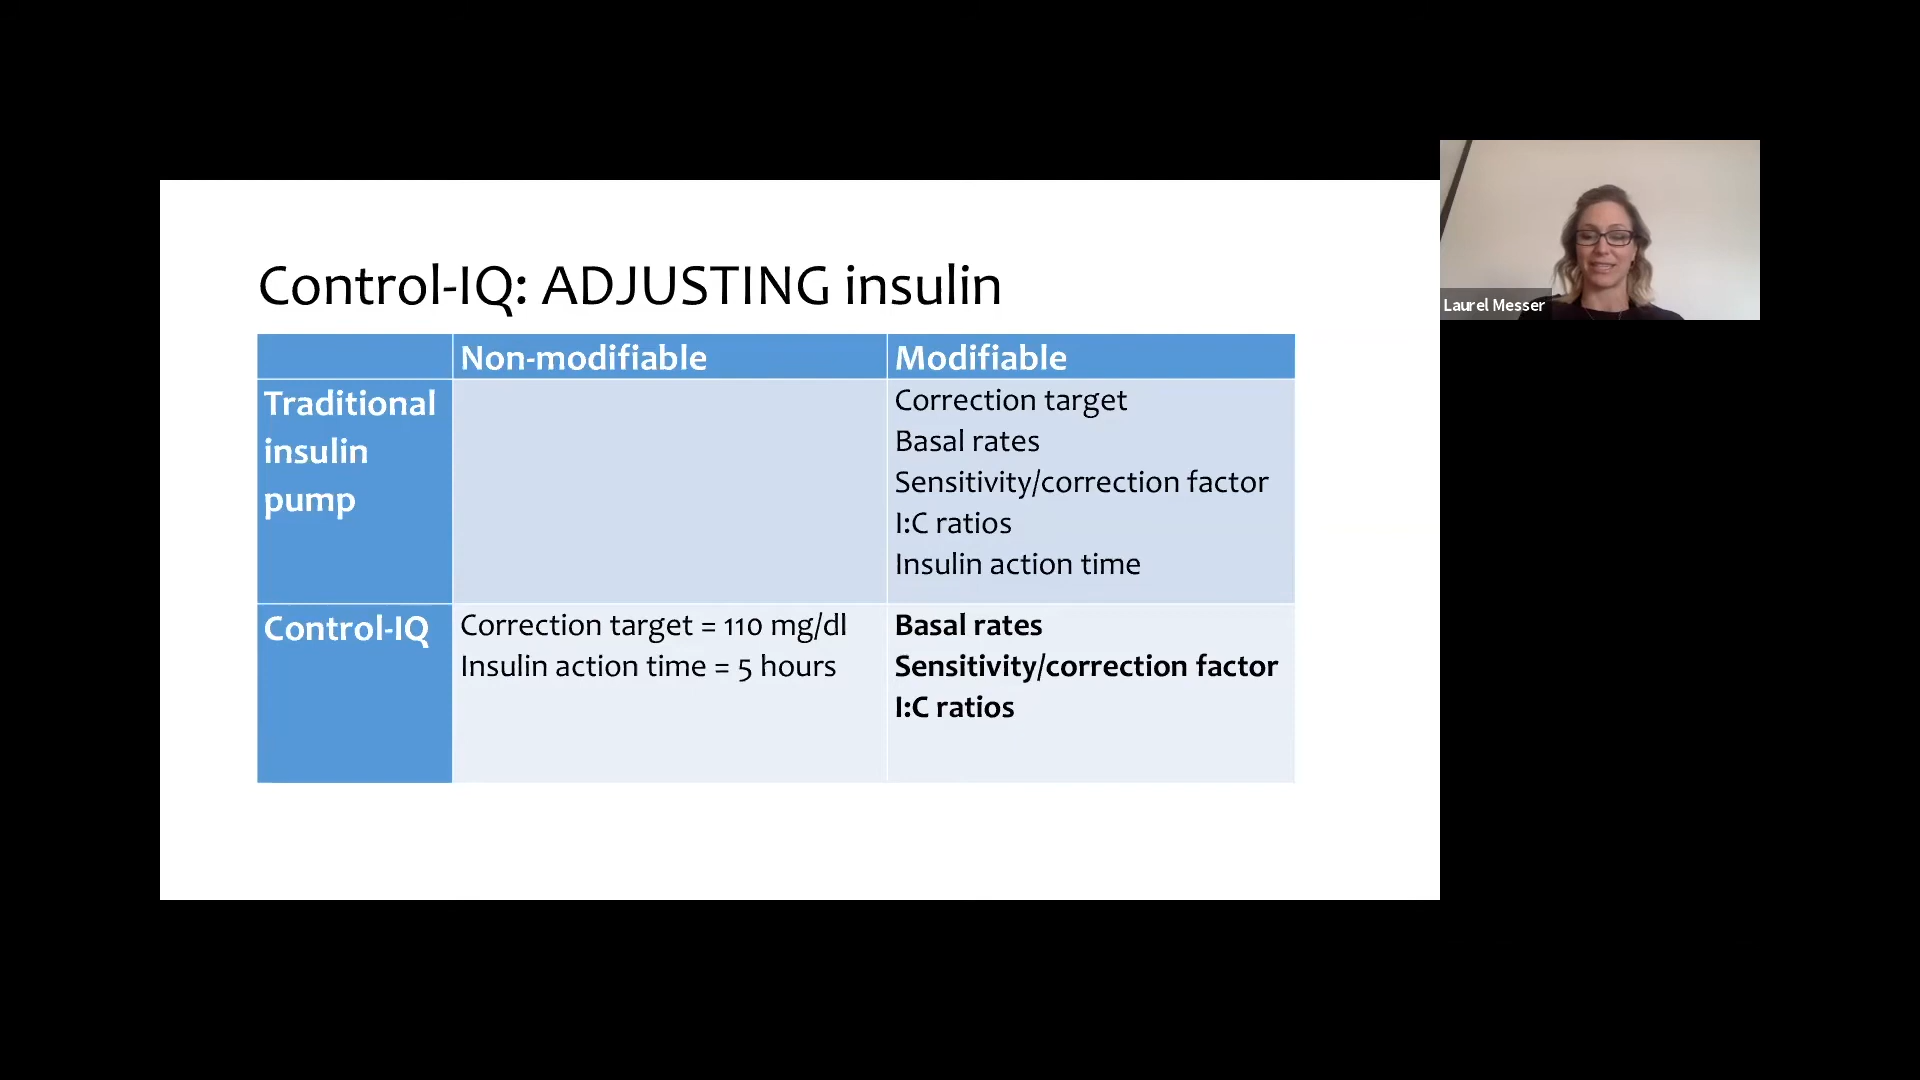 Control-IQ: ADJUSTING insulin
Non-modifiable
Modifiable
Traditional
insulin
pump
Correction target
Basal rates
Sensitivity/correction factor
I:C ratios
Insulin action time
Control-IQ
Correction target = 110 mg/dl
Insulin action time = 5 hours
Basal rates
Sensitivity/correction factor
I:C ratios
Laurel Messer